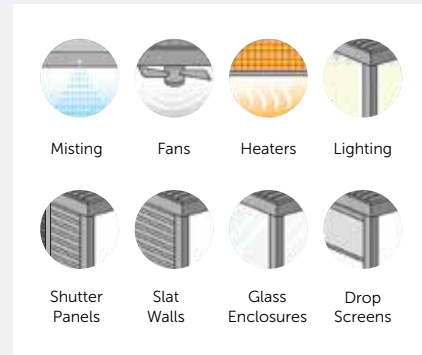 Misting
Fans
Heaters
Lighting
Shutter
Panels
Slat
Walls
Glass
Enclosures
Drop
Screens